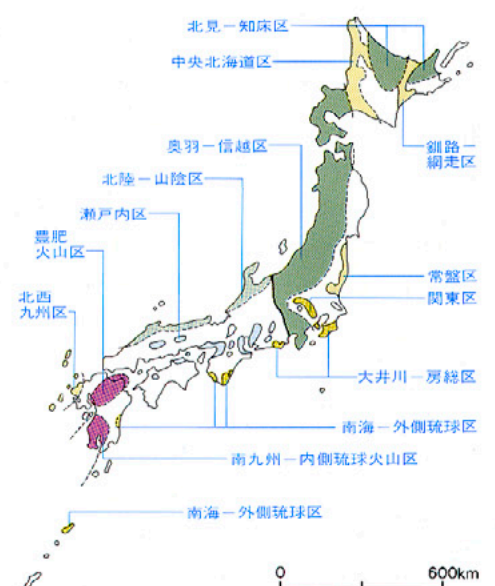 北見－知床区
中央北海道区
奥羽－信越区
釧路－
網走区
北陸－山陰区
瀬戸内区
豊肥
火山区
北西
九州区
常盤区
関東区
大井川－房総区
南海－外側琉球区
南九州－内側琉球火山区
南海－外側琉球区
0
600km